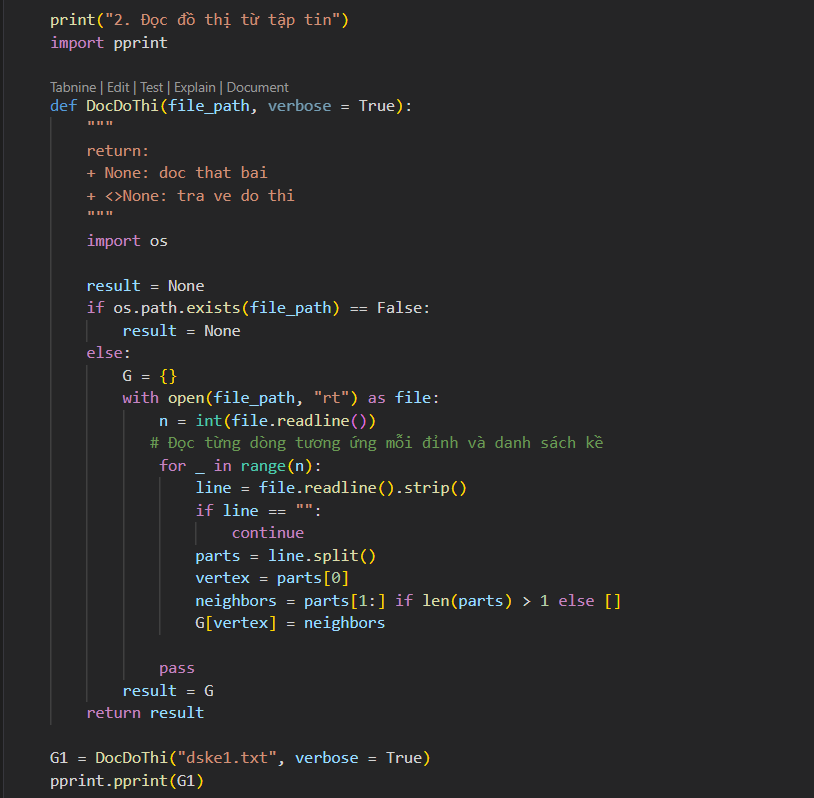 print("2. Đọc đồ thị từ tập tin")
import pprint
Tabnine | Edit | Test | Explain | Document
def DocDoThi(file_path, verbose = True):
    """
    return:
    + None: doc that bai
    + <>None: tra ve do thi
    """
    import os

    result = None
    if os.path.exists(file_path) == False:
        result = None
    else:
        G = {}
        with open(file_path, "rt") as file:
            n = int(file.readline())
           # Đọc từng dòng tương ứng mỗi đỉnh và danh sách kề
            for _ in range(n):
                line = file.readline().strip()
                if line == "":
                    continue
                parts = line.split()
                vertex = parts[0]
                neighbors = parts[1:] if len(parts) > 1 else []
                G[vertex] = neighbors

            pass
        result = G
    return result

G1 = DocDoThi("dske1.txt", verbose = True)
pprint.pprint(G1)